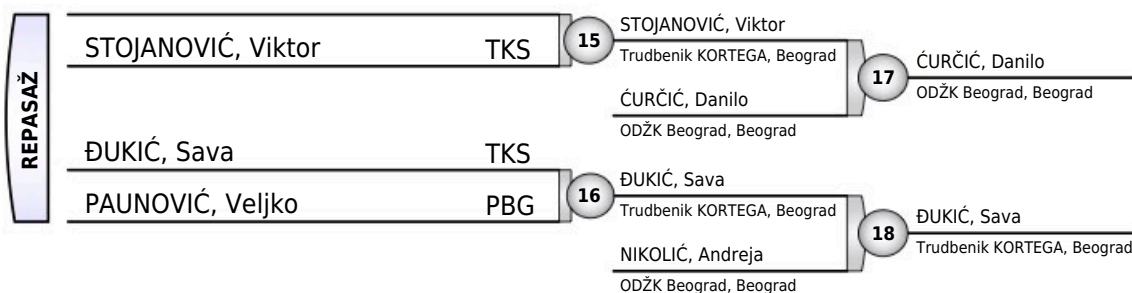 REPASAŽ
STOJANOVIĆ, Viktor TKS
ĐUKIĆ, Sava TKS
PAUNOVIĆ, Veljko PBG
15
STOJANOVIĆ, Viktor
Trudbenik KORTEGA, Beograd
ĆURČIĆ, Danilo
ODŽK Beograd, Beograd
16
ĐUKIĆ, Sava
Trudbenik KORTEGA, Beograd
NIKOLIĆ, Andreja
ODŽK Beograd, Beograd
17
ĆURČIĆ, Danilo
ODŽK Beograd, Beograd
18
ĐUKIĆ, Sava
Trudbenik KORTEGA, Beograd